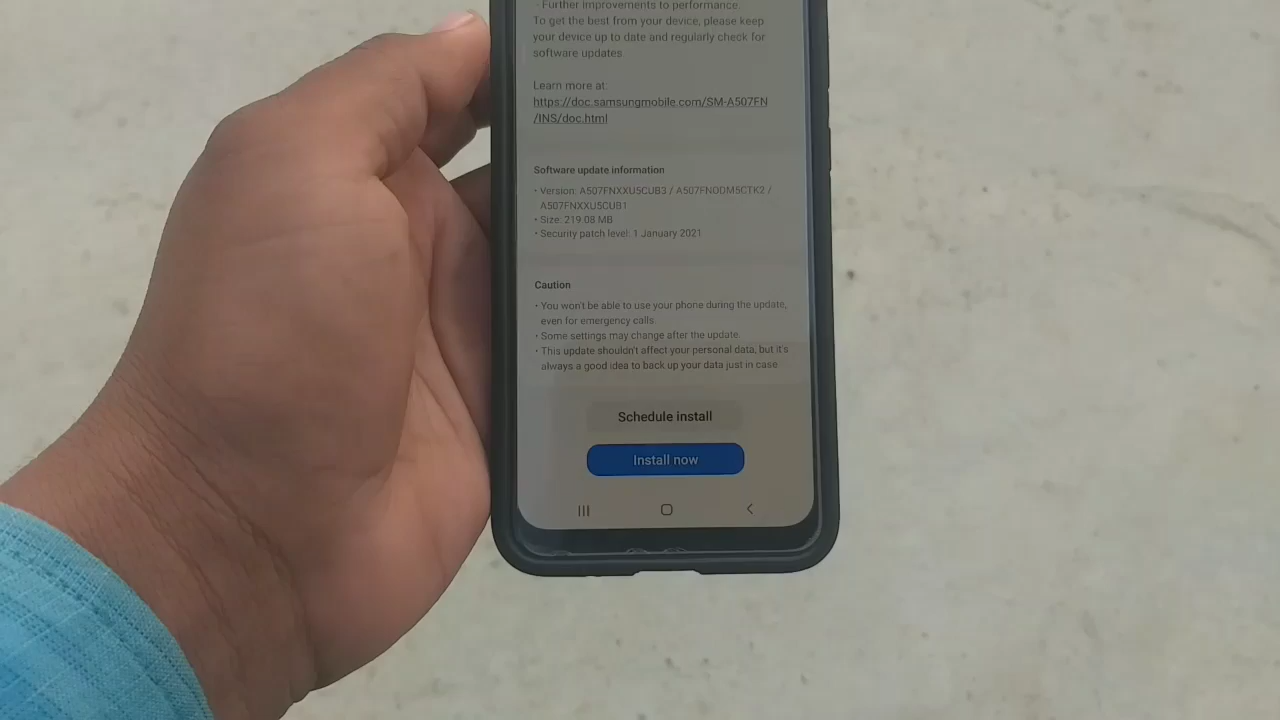 - Further improvements to performance.
To get the best from your device, please keep
your device up to date and regularly check for
software updates.
Learn more at:
https://doc.samsungmobile.com/SM-A507FN
/INS/doc.html
Software update information
• Version: A507FNXXU5CUB3 / A507FNODM5CTK2 /
A507FNXXU5CUB1
• Size: 219.08 MB
• Security patch level: 1 January 2021
Caution
• You won't be able to use your phone during the update,
even for emergency calls.
• Some settings may change after the update.
• This update shouldn't affect your personal data, but it's
always a good idea to back up your data just in case
Schedule install
Install now